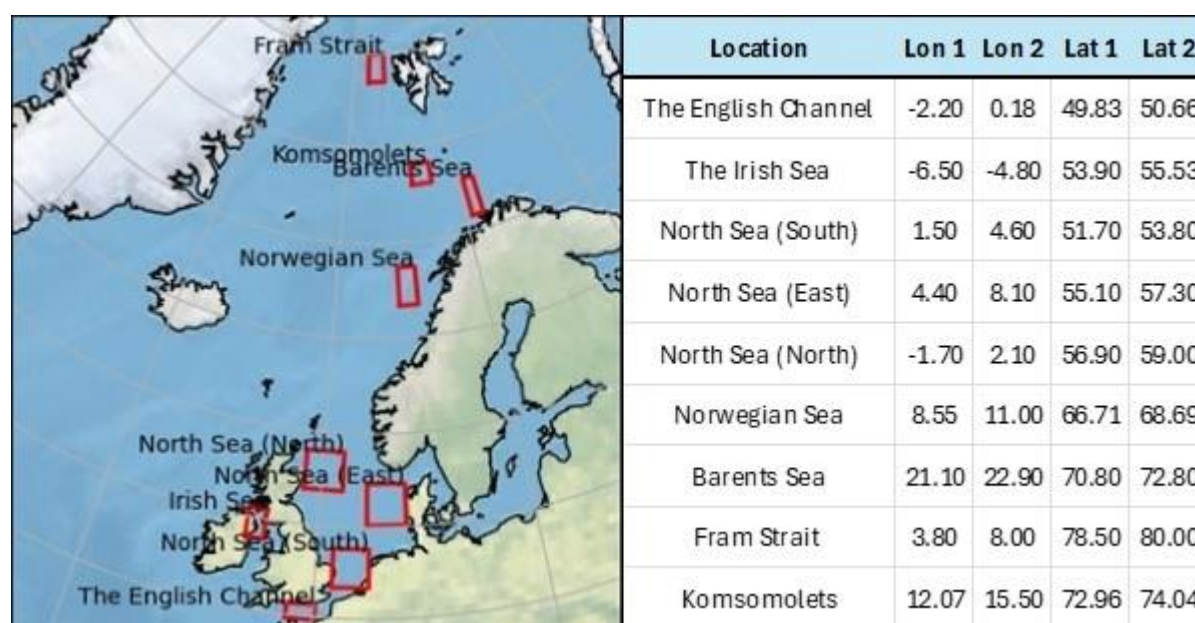 Fram Strait
Komsomolets
Barents Sea
Norwegian Sea
North Sea (North)
North Sea (East)
Irish Sea
North Sea (South)
The English Channel
Location Lon 1 Lon 2 Lat 1 Lat 2
The English Channel -2.20 0.18 49.83 50.66
The Irish Sea -6.50 -4.80 53.90 55.53
North Sea (South) 1.50 4.60 51.70 53.80
North Sea (East) 4.40 8.10 55.10 57.30
North Sea (North) -1.70 2.10 56.90 59.00
Norwegian Sea 8.55 11.00 66.71 68.69
Barents Sea 21.10 22.90 70.80 72.80
Fram Strait 3.80 8.00 78.50 80.00
Komsomolets 12.07 15.50 72.96 74.04